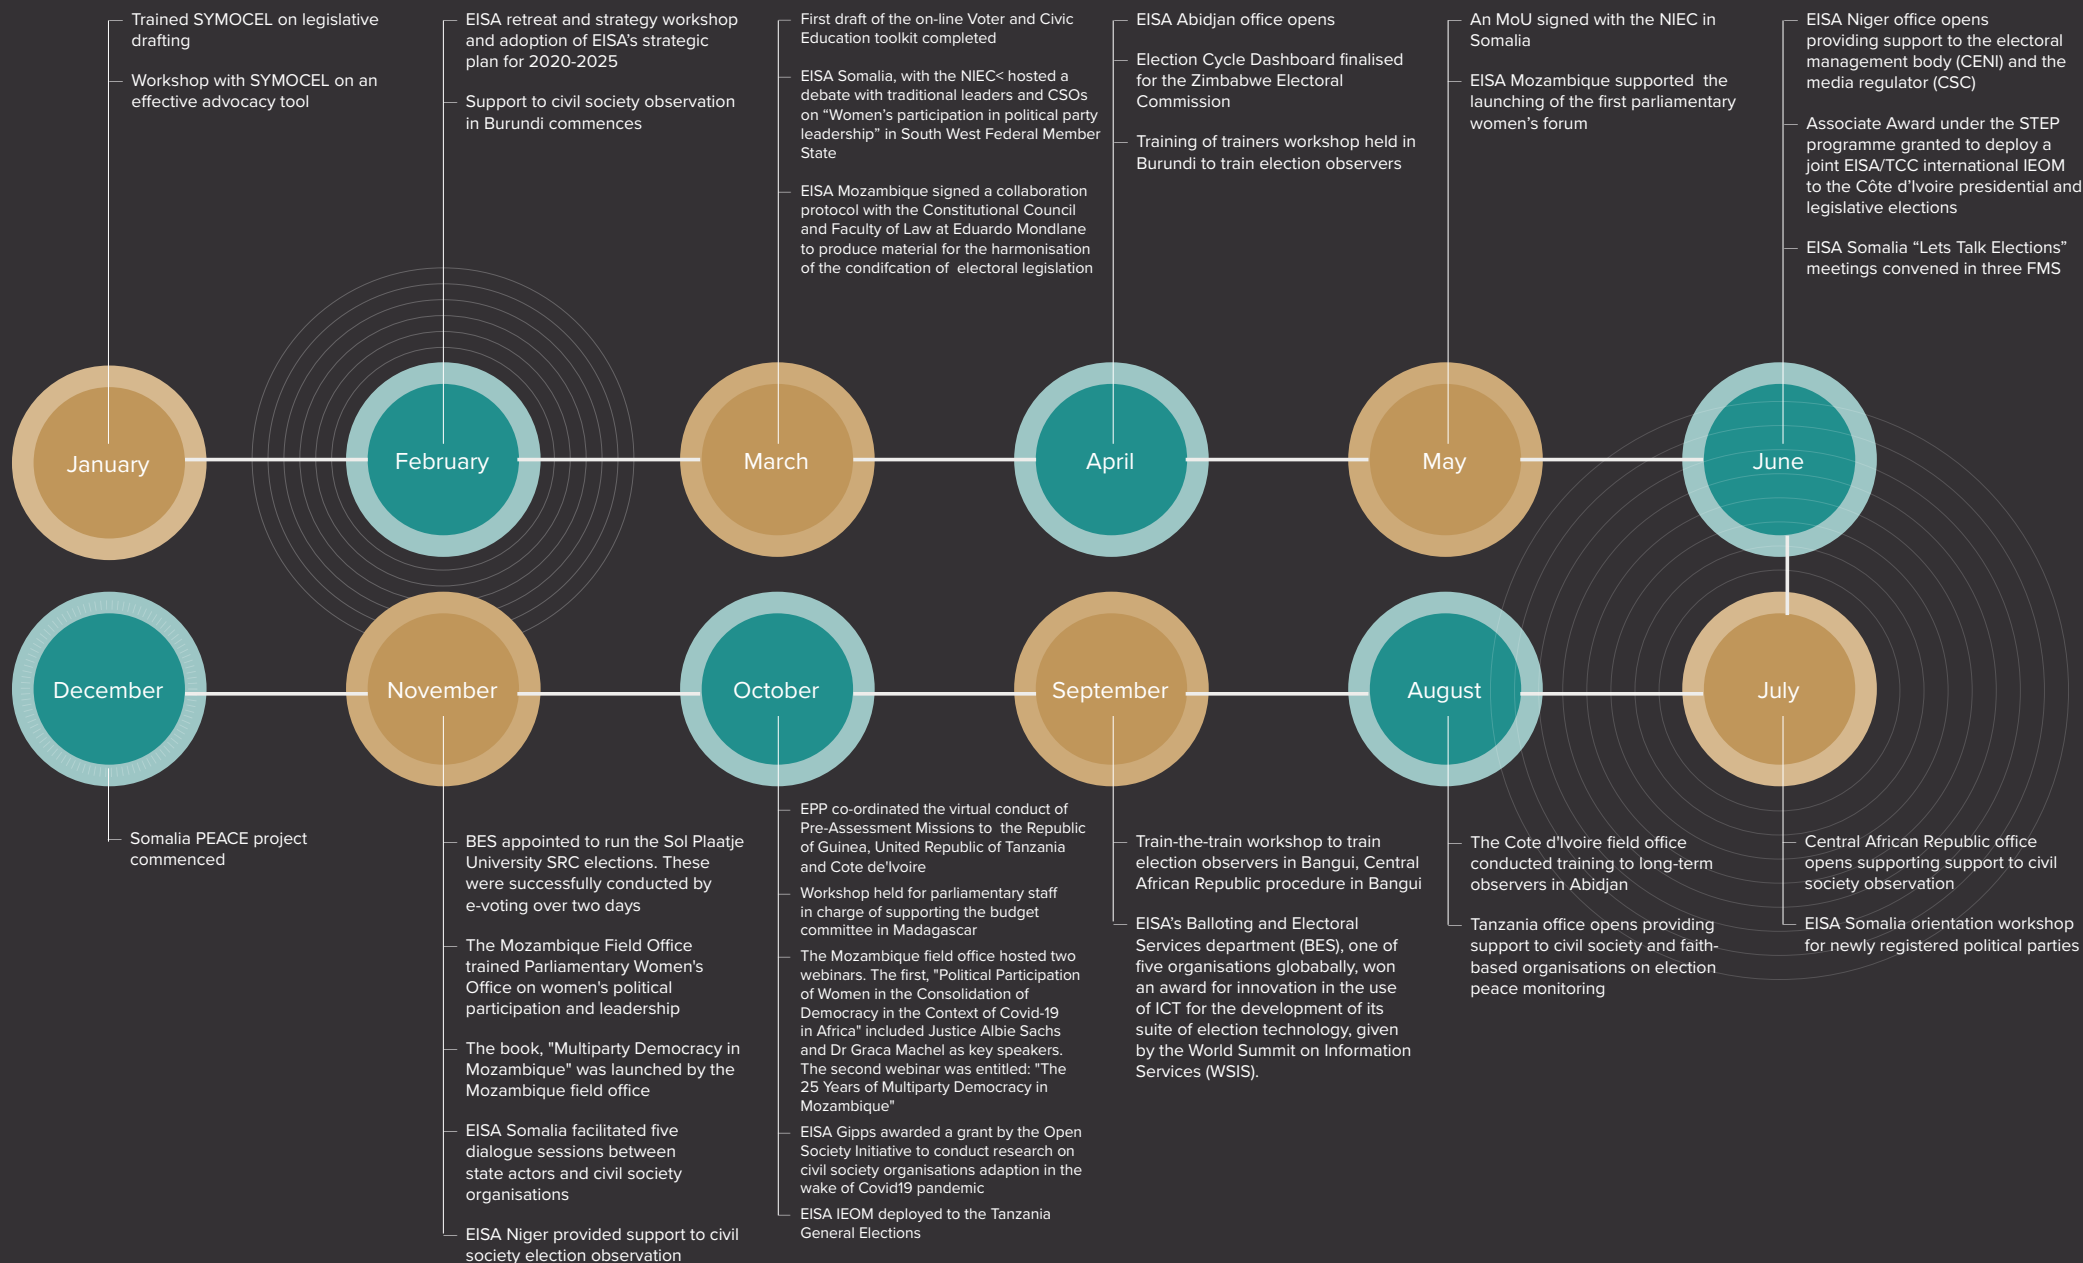 Trained SYMOCEL on legislative
drafting
Workshop with SYMOCEL on an
effective advocacy tool
EISA retreat and strategy workshop
and adoption of EISA's strategic
plan for 2020-2025
Support to civil society observation
in Burundi commences
First draft of the on-line Voter and Civic
Education toolkit completed
EISA Somalia, with the NIEC< hosted a
debate with traditional leaders and CSOs
on “Women's participation in political party
leadership” in South West Federal Member
State
EISA Mozambique signed a collaboration
protocol with the Constitutional Council
and Faculty of Law at Eduardo Mondlane
to produce material for the harmonisation
of the condifcation of electoral legislation
EISA Abidjan office opens
Election Cycle Dashboard finalised
for the Zimbabwe Electoral
Commission
Training of trainers workshop held in
Burundi to train election observers
An MoU signed with the NIEC in
Somalia
EISA Mozambique supported the
launching of the first parliamentary
women's forum
EISA Niger office opens
providing support to the electoral
management body (CENI) and the
media regulator (CSC)
Associate Award under the STEP
programme granted to deploy a
joint EISA/TCC international IEOM
to the Côte d'Ivoire presidential and
legislative elections
EISA Somalia “Lets Talk Elections”
meetings convened in three FMS
January
February
March
April
May
June
December
November
October
September
August
July
Somalia PEACE project
commenced
BES appointed to run the Sol Plaatje
University SRC elections. These
were successfully conducted by
e-voting over two days
The Mozambique Field Office
trained Parliamentary Women's
Office on women's political
participation and leadership
The book, "Multiparty Democracy in
Mozambique" was launched by the
Mozambique field office
EISA Somalia facilitated five
dialogue sessions between
state actors and civil society
organisations
EISA Niger provided support to civil
society election observation
EPP co-ordinated the virtual conduct of
Pre-Assessment Missions to the Republic
of Guinea, United Republic of Tanzania
and Cote de'Ivoire
Workshop held for parliamentary staff
in charge of supporting the budget
committee in Madagascar
The Mozambique field office hosted two
webinars. The first, "Political Participation
of Women in the Consolidation of
Democracy in the Context of Covid-19
in Africa" included Justice Albie Sachs
and Dr Graca Machel as key speakers.
The second webinar was entitled: "The
25 Years of Multiparty Democracy in
Mozambique"
EISA Gipps awarded a grant by the Open
Society Initiative to conduct research on
civil society organisations adaption in the
wake of Covid19 pandemic
EISA IEOM deployed to the Tanzania
General Elections
Train-the-train workshop to train
election observers in Bangui, Central
African Republic procedure in Bangui
EISA's Balloting and Electoral
Services department (BES), one of
five organisations globabally, won
an award for innovation in the use
of ICT for the development of its
suite of election technology, given
by the World Summit on Information
Services (WSIS).
The Cote d'Ivoire field office
conducted training to long-term
observers in Abidjan
Tanzania office opens providing
support to civil society and faith-
based organisations on election
peace monitoring
Central African Republic office
opens supporting support to civil
society observation
EISA Somalia orientation workshop
for newly registered political parties